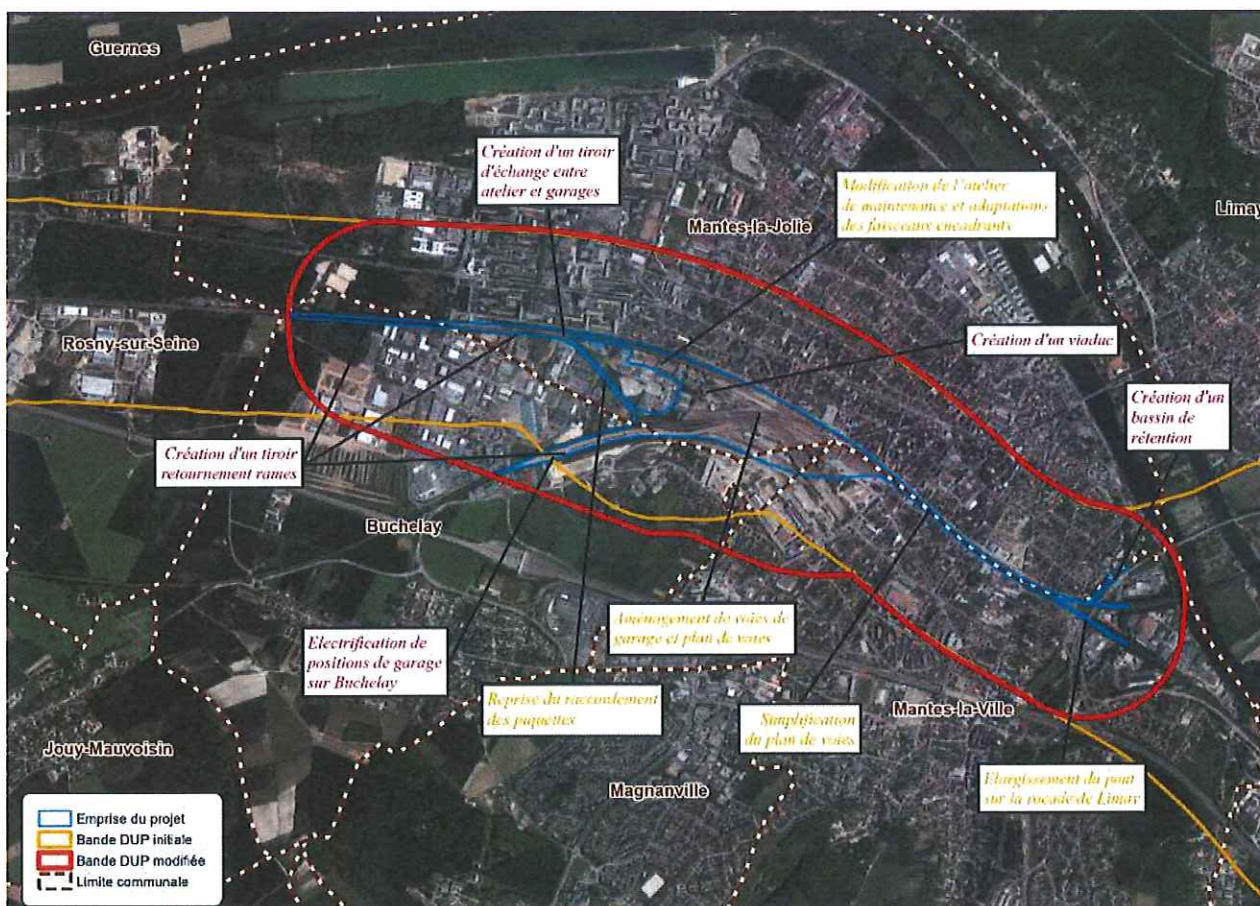 Guernes
Création d'un tiroir
d'échange entre
atelier et garages
Modification de l'atelier
de maintenance et adaptations
des faisceaux encadrants
Mantes-la-Jolie
Limay
Rosny-sur-Seine
Création d'un viaduc
Création d'un
bassin de
rétention
Création d'un tiroir
retournement rames
Buchelay
Aménagement de voies de
garage et plan de voies
Electrification de
positions de garage
sur Buchelay
Reprise du raccordement
des piquettes
Simplification
du plan de voies
Mantes-la-Ville
Jouy-Mauvoisin
Magnanville
Elargissement du pont
sur la rocade de Limay
Emprise du projet
Bande DUP initiale
Bande DUP modifiée
Limite communale